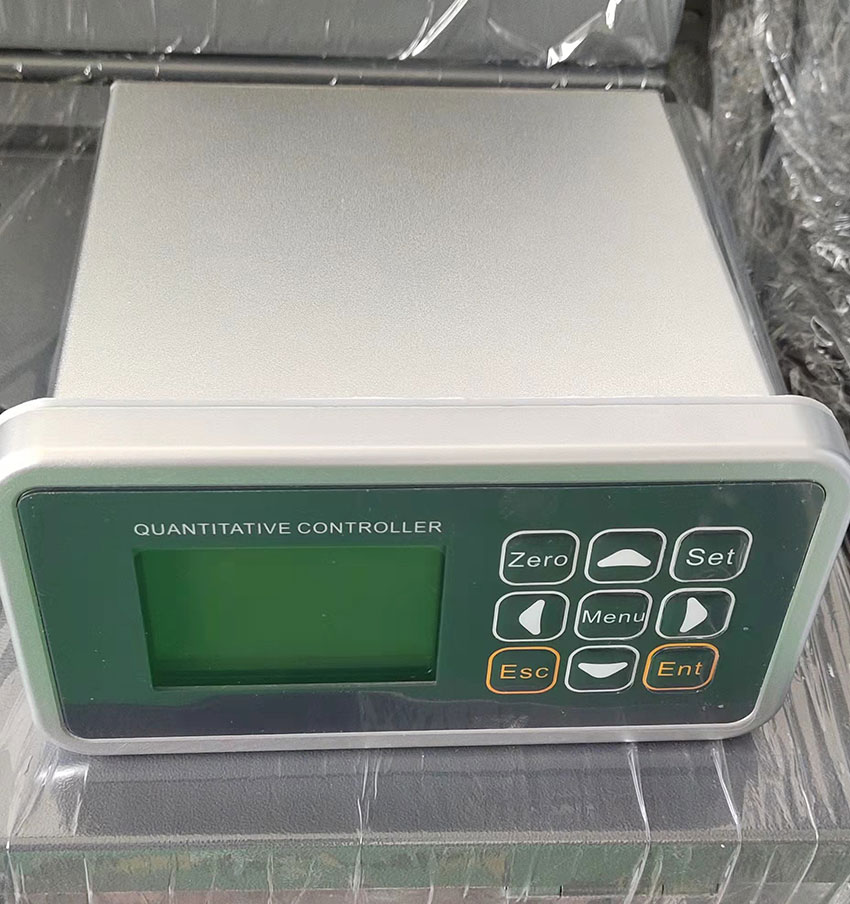 QUANTITATIVE CONTROLLER
Zero
Set
Menu
Esc
Ent